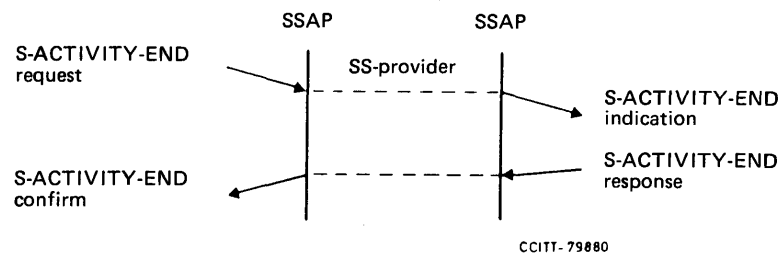 SSAP SSAP
S-ACTIVITY-END
request
SS-provider
S-ACTIVITY-END
indication
S-ACTIVITY-END
response
S-ACTIVITY-END
confirm
CCITT-79880